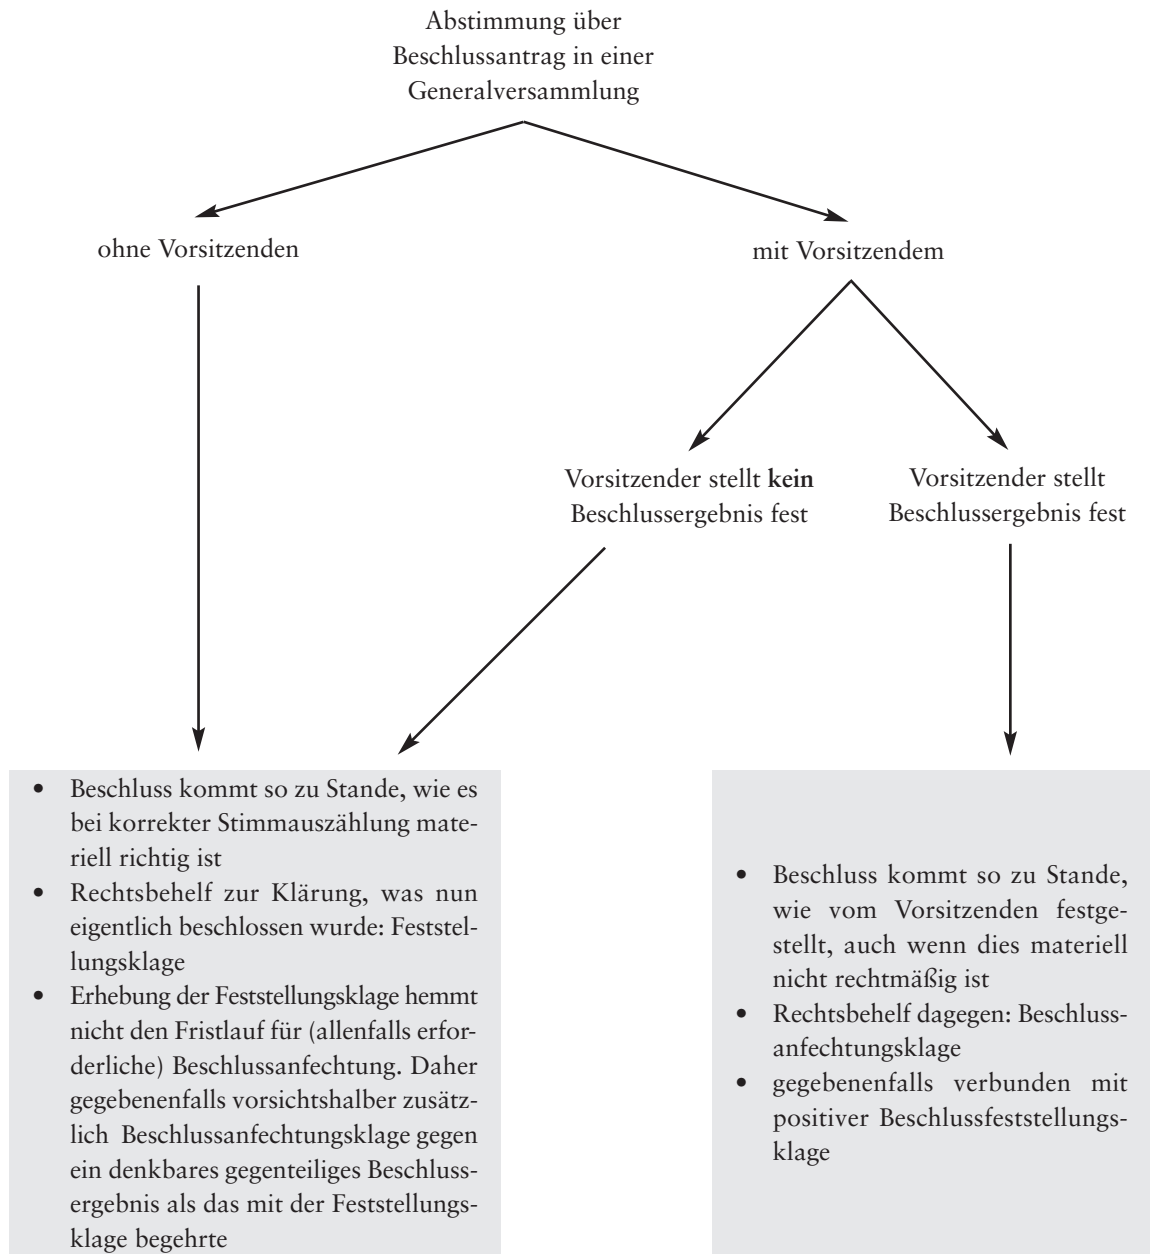 Abstimmung über
Beschlussantrag in einer
Generalversammlung
ohne Vorsitzenden
mit Vorsitzendem
Vorsitzender stellt kein
Beschlussergebnis fest
Vorsitzender stellt
Beschlussergebnis fest
• Beschluss kommt so zu Stande, wie es
bei korrekter Stimmauszählung mate-
riell richtig ist
• Rechtsbehelf zur Klärung, was nun
eigentlich beschlossen wurde: Feststel-
lungsklage
• Erhebung der Feststellungsklage hemmt
nicht den Fristlauf für (allenfalls erfor-
derliche) Beschlussanfechtung. Daher
gegebenenfalls vorsichtshalber zusätz-
lich Beschlussanfechtungsklage gegen
ein denkbares gegenteiliges Beschluss-
ergebnis als das mit der Feststellungs-
klage begehrte
• Beschluss kommt so zu Stande,
wie vom Vorsitzenden festge-
stellt, auch wenn dies materiell
nicht rechtmäßig ist
• Rechtsbehelf dagegen: Beschluss-
anfechtungsklage
• gegebenenfalls verbunden mit
positiver Beschlussfeststellungs-
klage